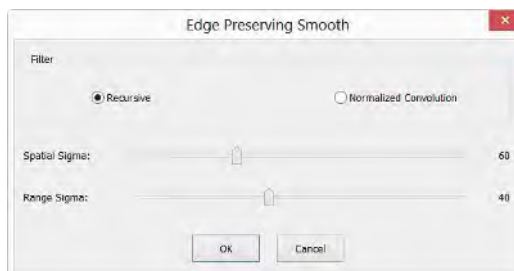 Edge Preserving Smooth
Filter
Recursive Normalized Convolution
Spatial Sigma: 60
Range Sigma: 40
OK Cancel